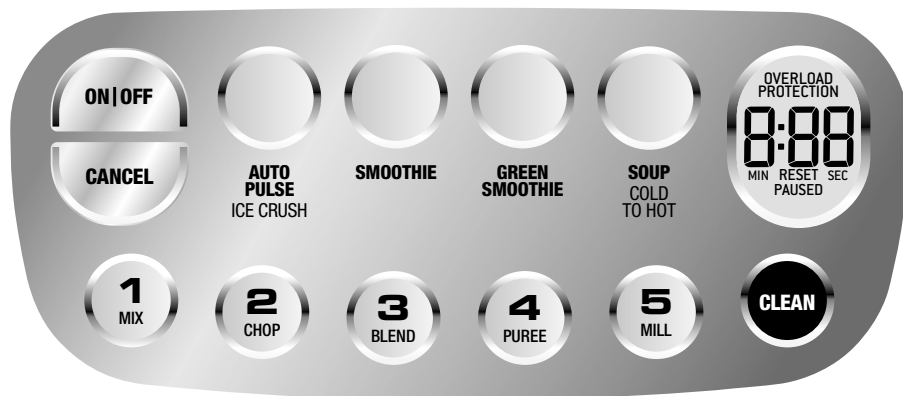 ON|OFF
CANCEL
AUTO
PULSE
ICE CRUSH
SMOOTHIE
GREEN
SMOOTHIE
SOUP
COLD
TO HOT
OVERLOAD
PROTECTION
8:88
MIN RESET SEC
PAUSED
1
MIX
2
CHOP
3
BLEND
4
PUREE
5
MILL
CLEAN